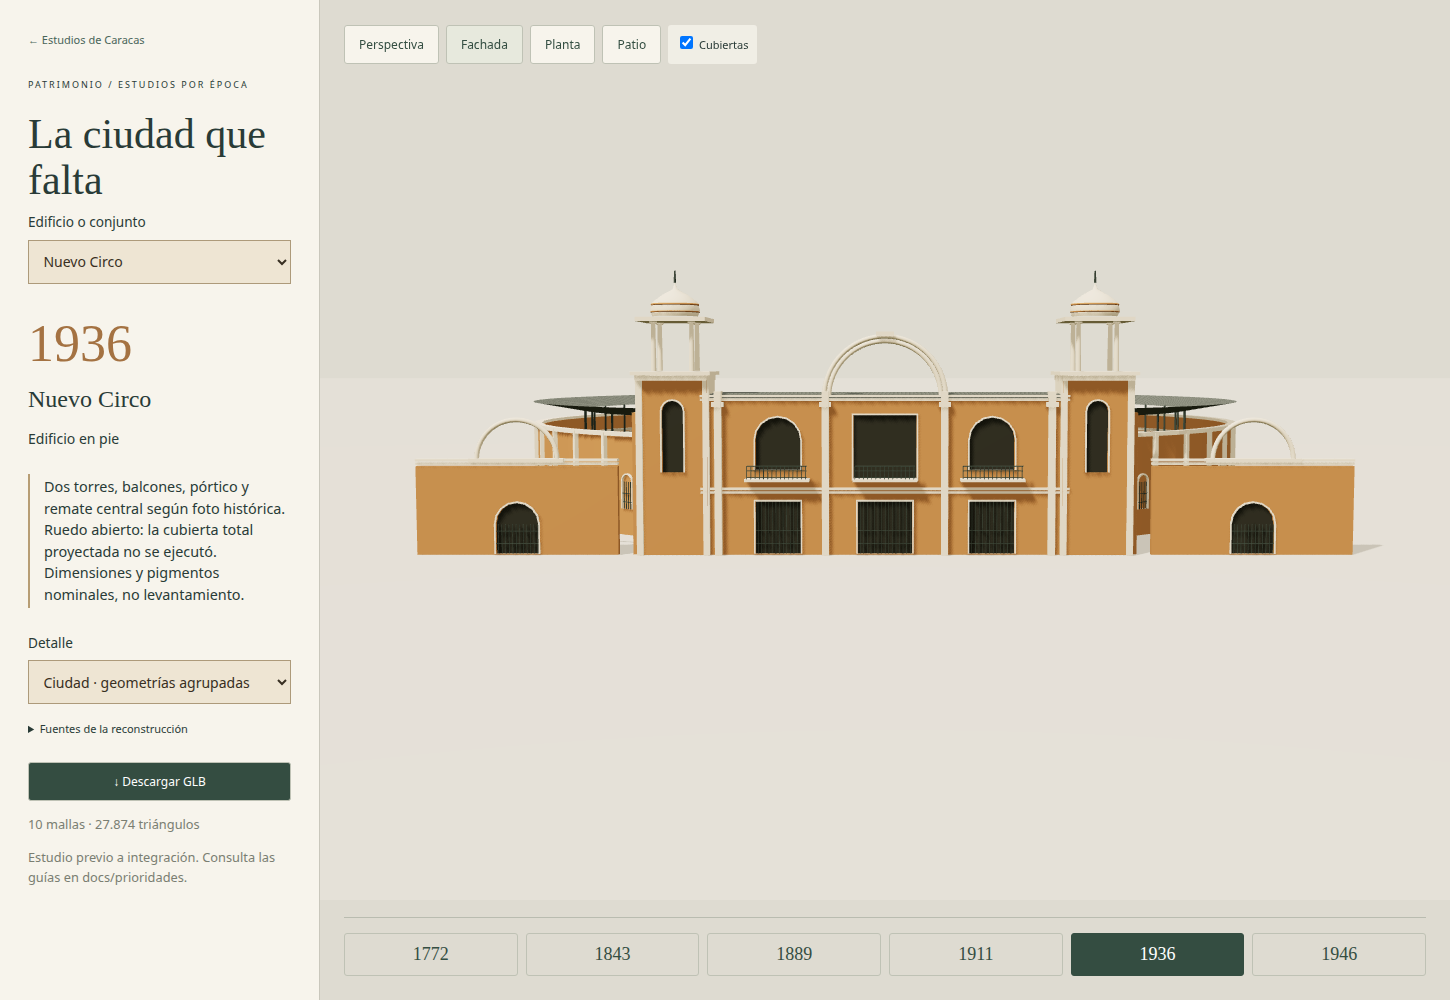 ← Estudios de Caracas
PATRIMONIO / ESTUDIOS POR ÉPOCA
La ciudad que
falta
Edificio o conjunto
Nuevo Circo
1936
Nuevo Circo
Edificio en pie
Dos torres, balcones, pórtico y
remate central según foto histórica.
Ruedo abierto: la cubierta total
proyectada no se ejecutó.
Dimensiones y pigmentos
nominales, no levantamiento.
Detalle
Ciudad · geometrías agrupadas
▶ Fuentes de la reconstrucción
↓ Descargar GLB
10 mallas · 27.874 triángulos
Estudio previo a integración. Consulta las
guías en docs/prioridades.
Perspectiva Fachada Planta Patio Cubiertas
1772 1843 1889 1911 1936 1946